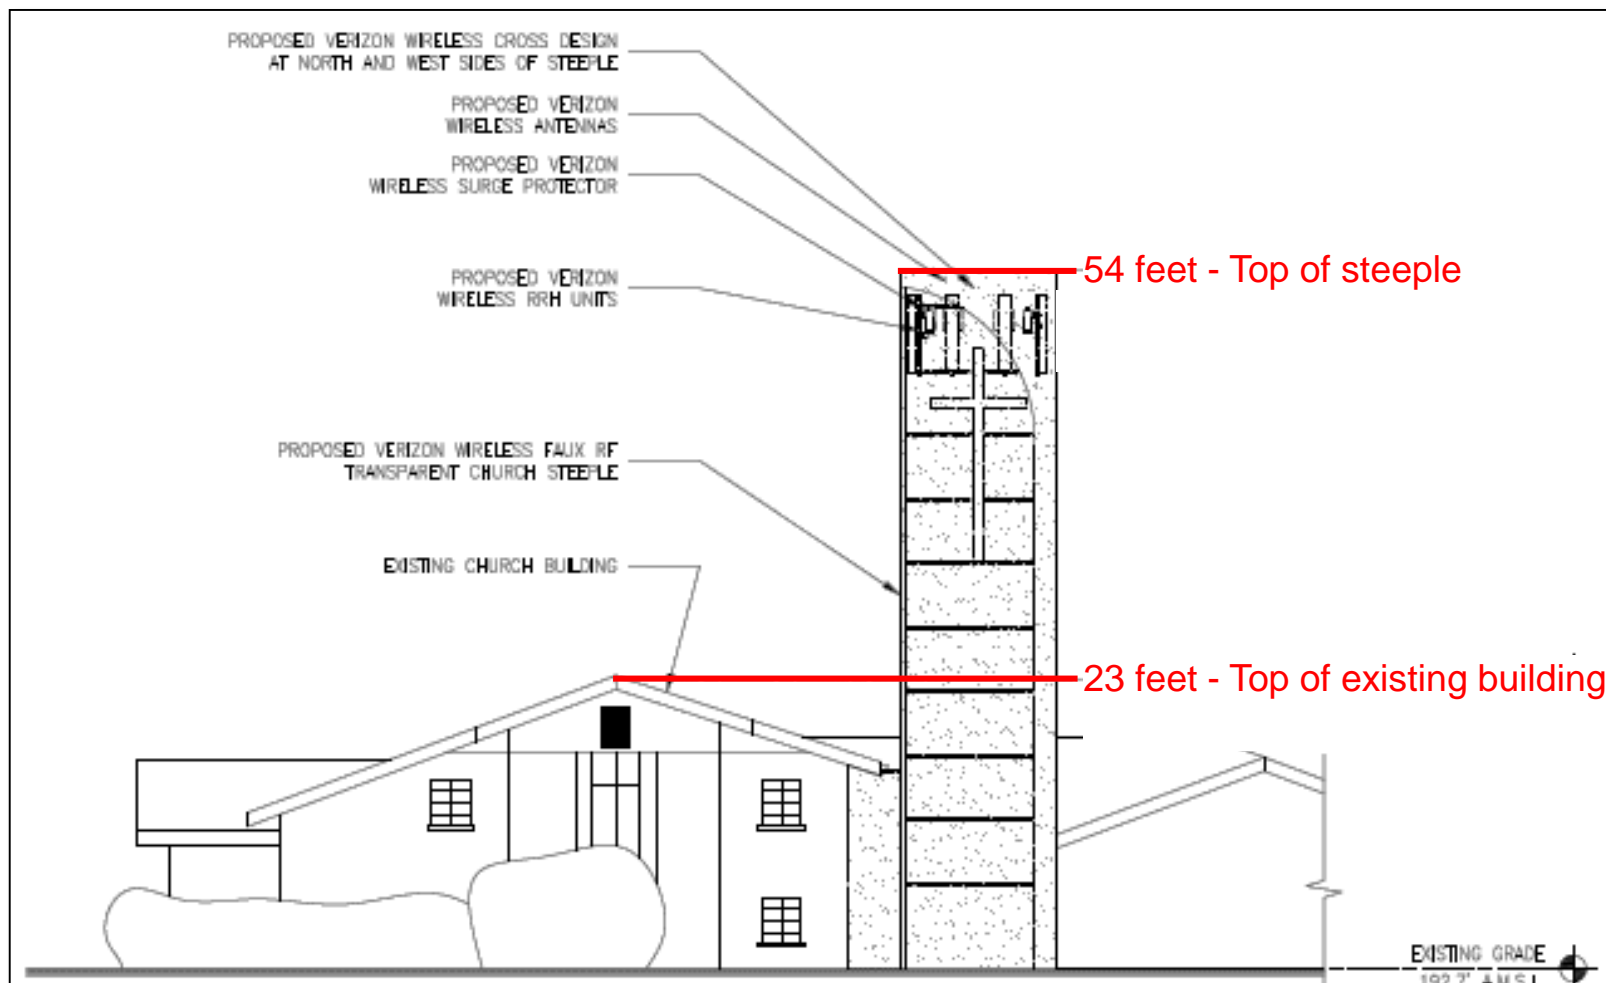 PROPOSED VERIZON WIRELESS CROSS DESIGN
AT NORTH AND WEST SIDES OF STEEPLE
PROPOSED VERIZON
WIRELESS ANTENNAS
PROPOSED VERIZON
WIRELESS SURGE PROTECTOR
54 feet - Top of steeple
PROPOSED VERIZON
WIRELESS RRH UNITS
PROPOSED VERIZON WIRELESS FAUX RF
TRANSPARENT CHURCH STEEPLE
EXISTING CHURCH BUILDING
23 feet - Top of existing building
EXISTING GRADE
192.7' A.M.S.L.